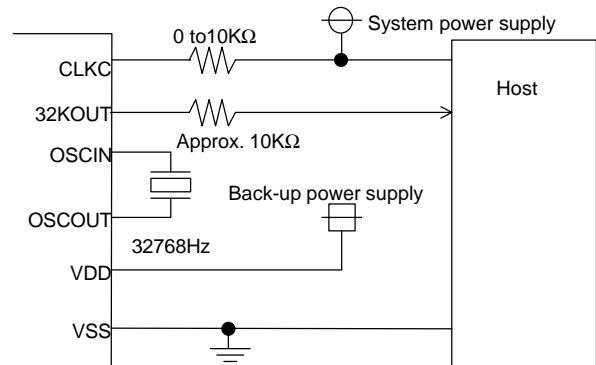 0 to10KΩ
System power supply
CLKC
Host
32KOUT
Approx. 10KΩ
OSCIN
Back-up power supply
OSCOUT
32768Hz
VDD
VSS